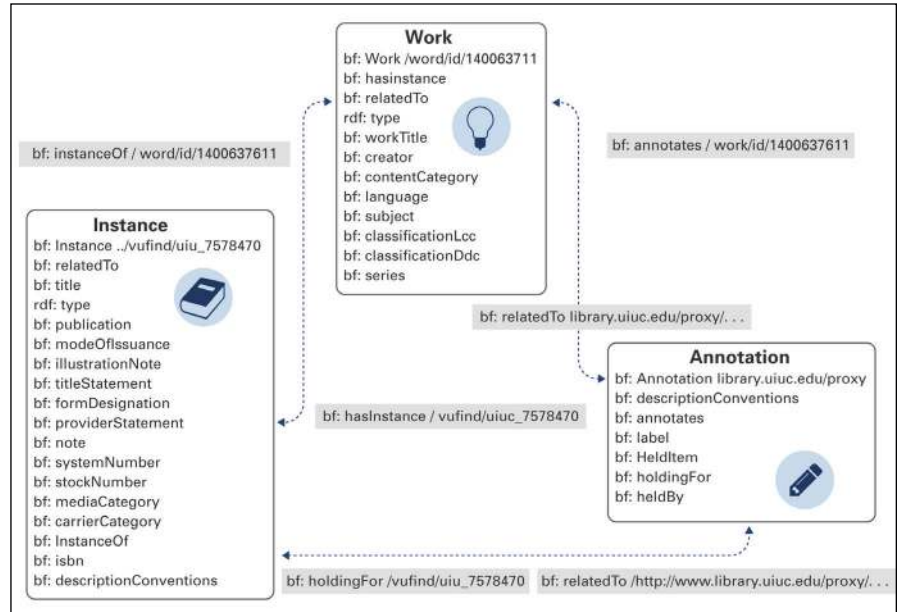 Work
bf: Work /word/id/140063711
bf: hasinstance
bf: relatedTo
rdf: type
bf: workTitle
bf: creator
bf: contentCategory
bf: language
bf: subject
bf: classificationLcc
bf: classificationDdc
bf: series
bf: instanceOf / word/id/1400637611
bf: annotates / work/id/1400637611
Instance
bf: Instance ../vufind/uiu_7578470
bf: relatedTo
bf: title
rdf: type
bf: publication
bf: modeOfIssuance
bf: illustrationNote
bf: titleStatement
bf: formDesignation
bf: providerStatement
bf: note
bf: systemNumber
bf: stockNumber
bf: mediaCategory
bf: carrierCategory
bf: InstanceOf
bf: isbn
bf: descriptionConventions
bf: relatedTo library.uiuc.edu/proxy/. . .
Annotation
bf: Annotation library.uiuc.edu/proxy
bf: descriptionConventions
bf: annotates
bf: label
bf: HeldItem
bf: holdingFor
bf: heldBy
bf: hasInstance / vufind/uiuc_7578470
bf: holdingFor /vufind/uiu_7578470
bf: relatedTo /http://www.library.uiuc.edu/proxy/. . .